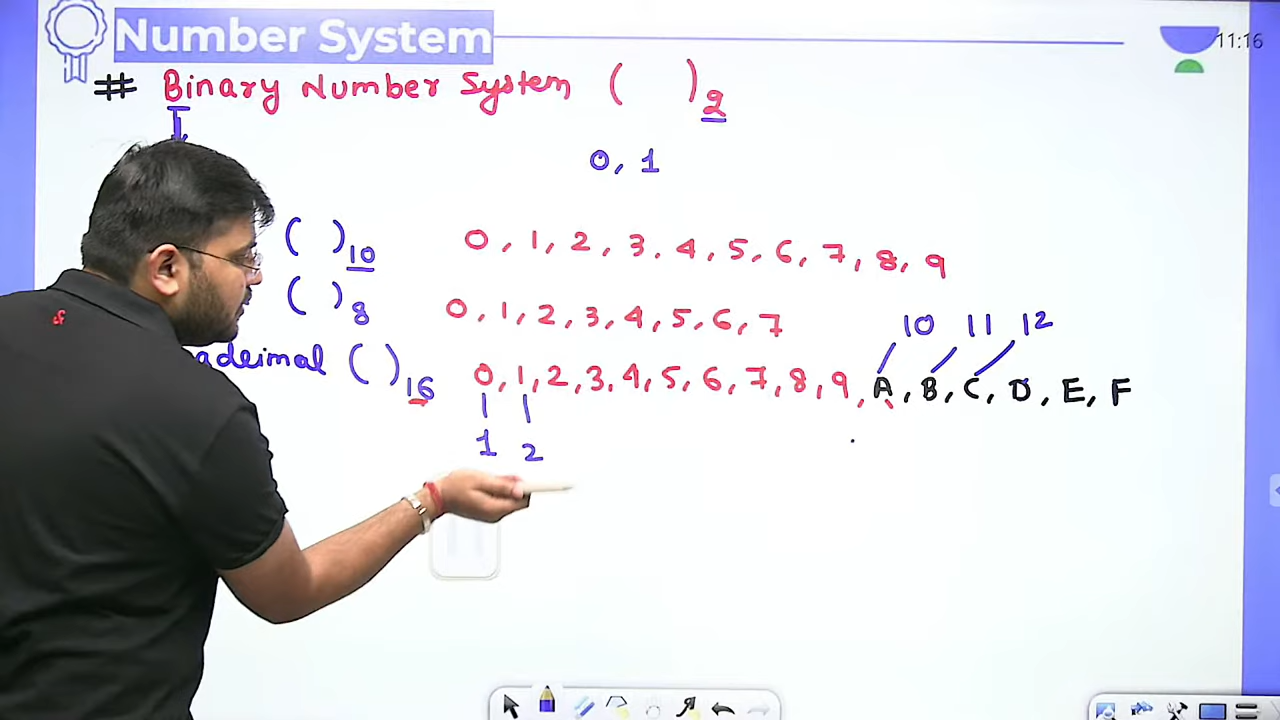 Number System
11:16
# Binary Number System ( )2
0, 1
( )10 0, 1, 2, 3, 4, 5, 6, 7, 8, 9
( )8 0, 1, 2, 3, 4, 5, 6, 7
10 11 12
adeimal ( )16 0, 1, 2, 3, 4, 5, 6, 7, 8, 9, A, B, C, D, E, F
1 2